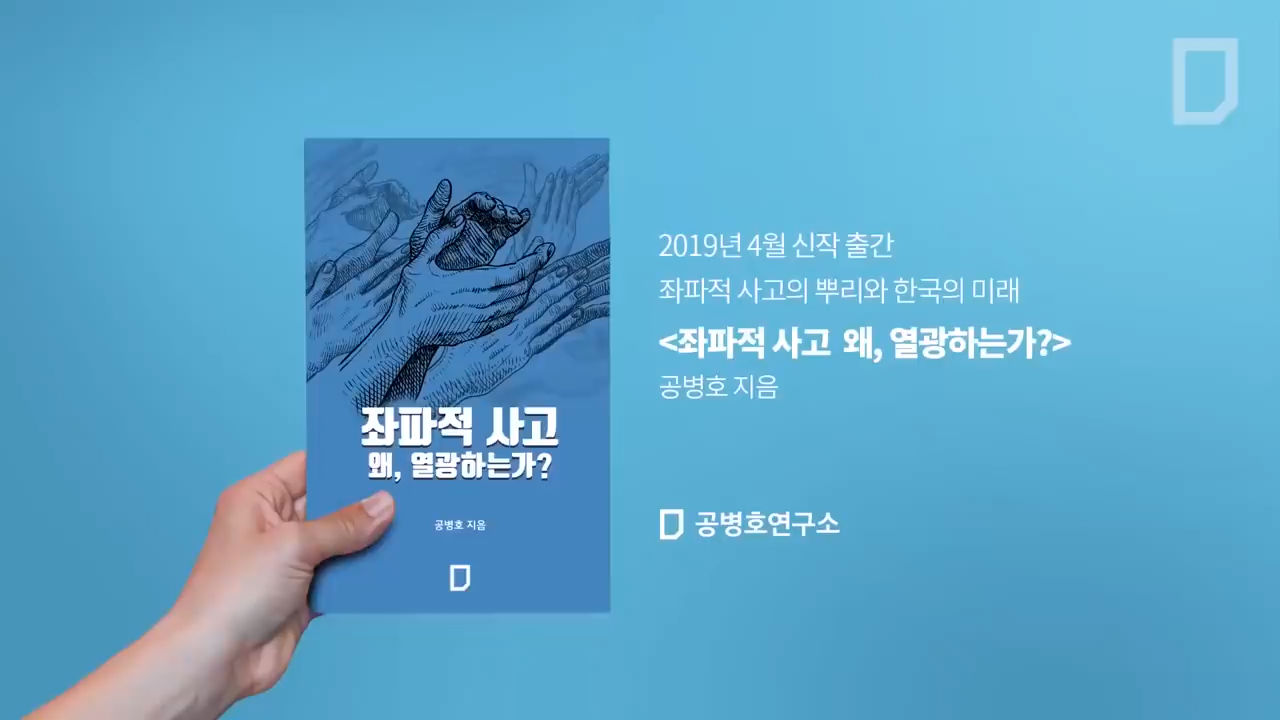 좌파적 사고
왜, 열광하는가?
공병호 지음
2019년 4월 신작 출간
좌파적 사고의 뿌리와 한국의 미래
<좌파적 사고 왜, 열광하는가?>
공병호 지음
공병호연구소